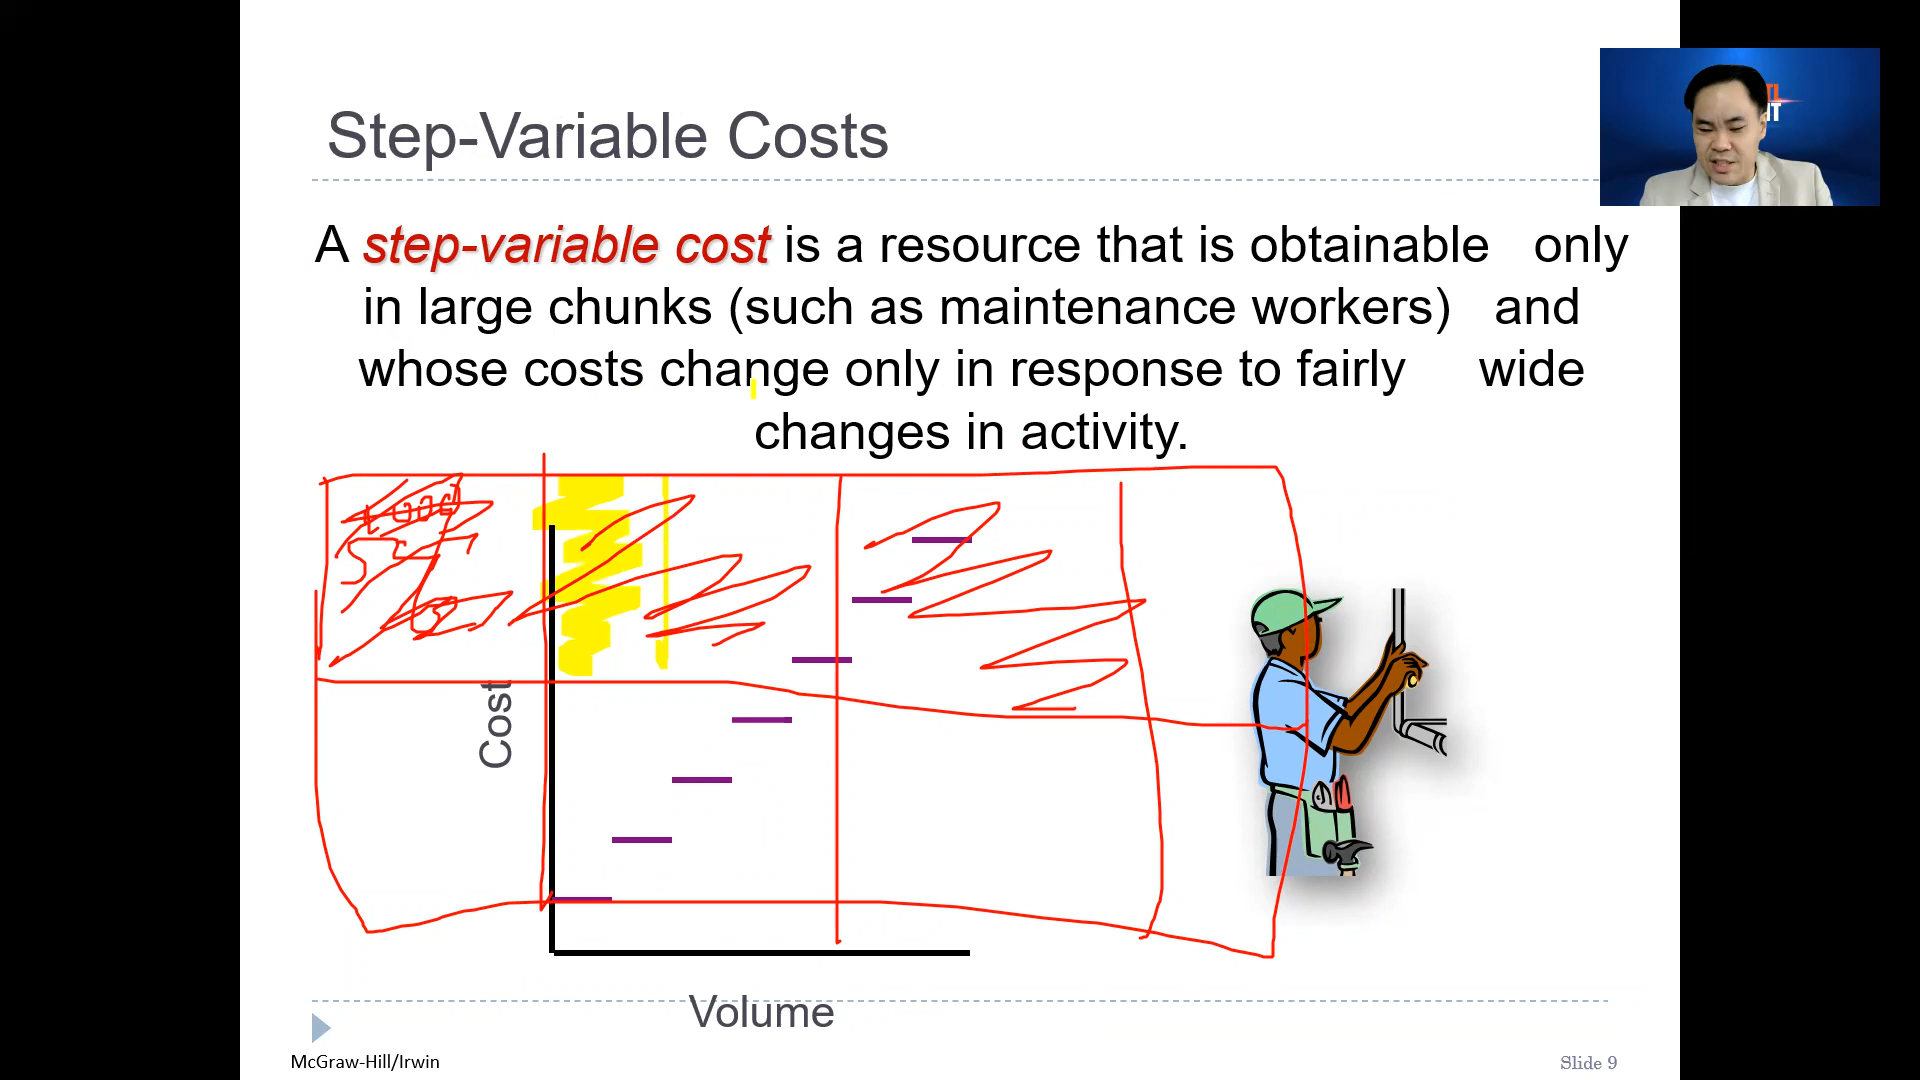 Step-Variable Costs
A step-variable cost is a resource that is obtainable only
in large chunks (such as maintenance workers) and
whose costs change only in response to fairly wide
changes in activity.
Cost
Volume
McGraw-Hill/Irwin
Slide 9